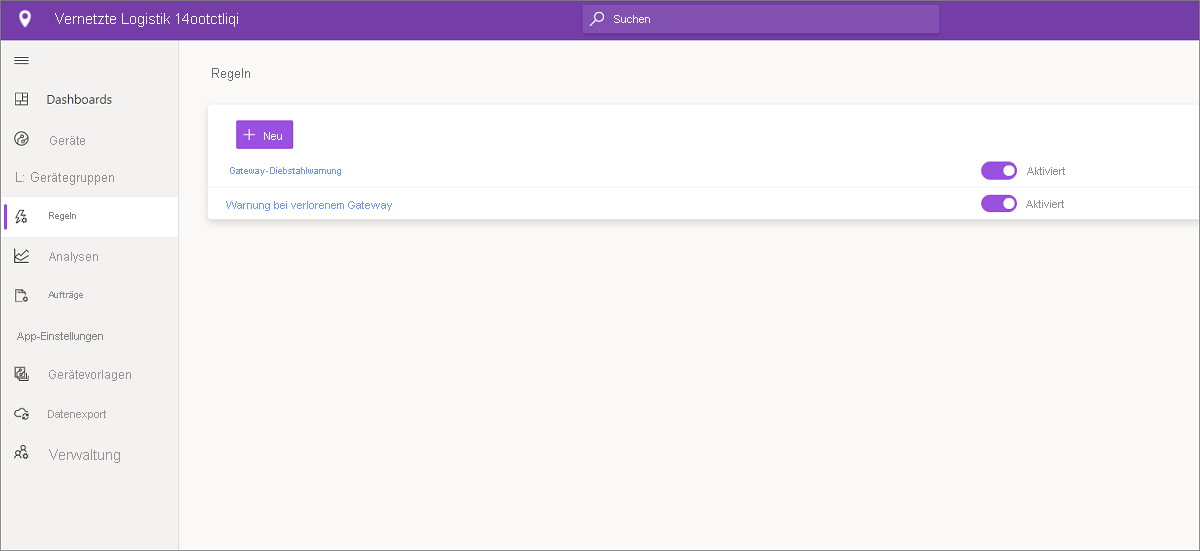 Vernetzte Logistik 14ootctliqi
Suchen
Dashboards
Geräte
L: Gerätegruppen
Regeln
Analysen
Aufträge
App-Einstellungen
Gerätevorlagen
Datenexport
Verwaltung
Regeln
Neu
Gateway-Diebstahlwarnung Aktiviert
Warnung bei verlorenem Gateway Aktiviert